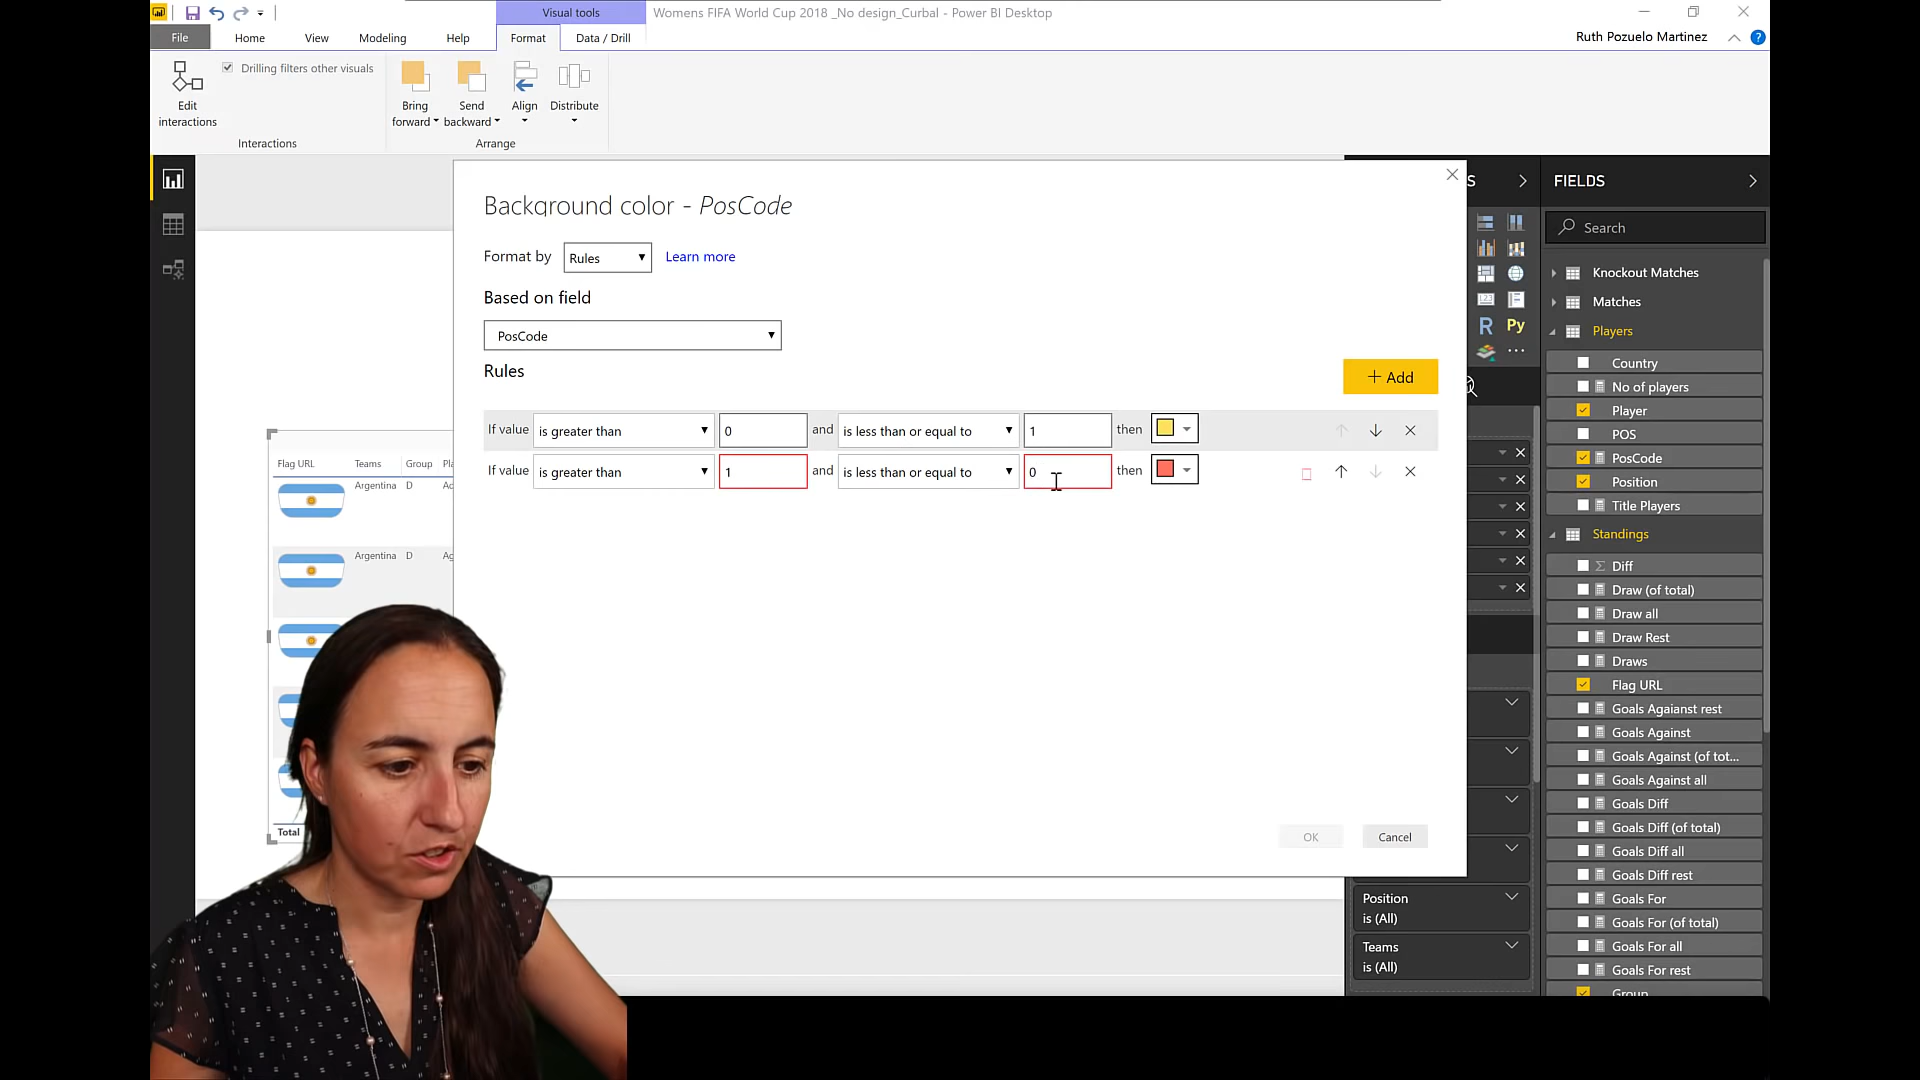 Visual tools
Womens FIFA World Cup 2018 _No design_Curbal - Power BI Desktop
File Home View Modeling Help Format Data / Drill
Ruth Pozuelo Martinez
?
Drilling filters other visuals
Edit interactions
Bring forward
Send backward
Align
Distribute
Interactions
Arrange
Background color - PosCode
Format by Rules Learn more
Based on field
PosCode
Rules
+ Add
If value is greater than 0 and is less than or equal to 1 then
If value is greater than 1 and is less than or equal to 0 then
OK
Cancel
Flag URL Teams Group
Argentina D
Argentina D
Total
S
R Py
123
Position
is (All)
Teams
is (All)
FIELDS
Search
Knockout Matches
Matches
Players
Country
No of players
Player
POS
PosCode
Position
Title Players
Standings
Σ Diff
Draw (of total)
Draw all
Draw Rest
Draws
Flag URL
Goals Agaianst rest
Goals Against
Goals Against (of tot...
Goals Against all
Goals Diff
Goals Diff (of total)
Goals Diff all
Goals Diff rest
Goals For
Goals For (of total)
Goals For all
Goals For rest
Group